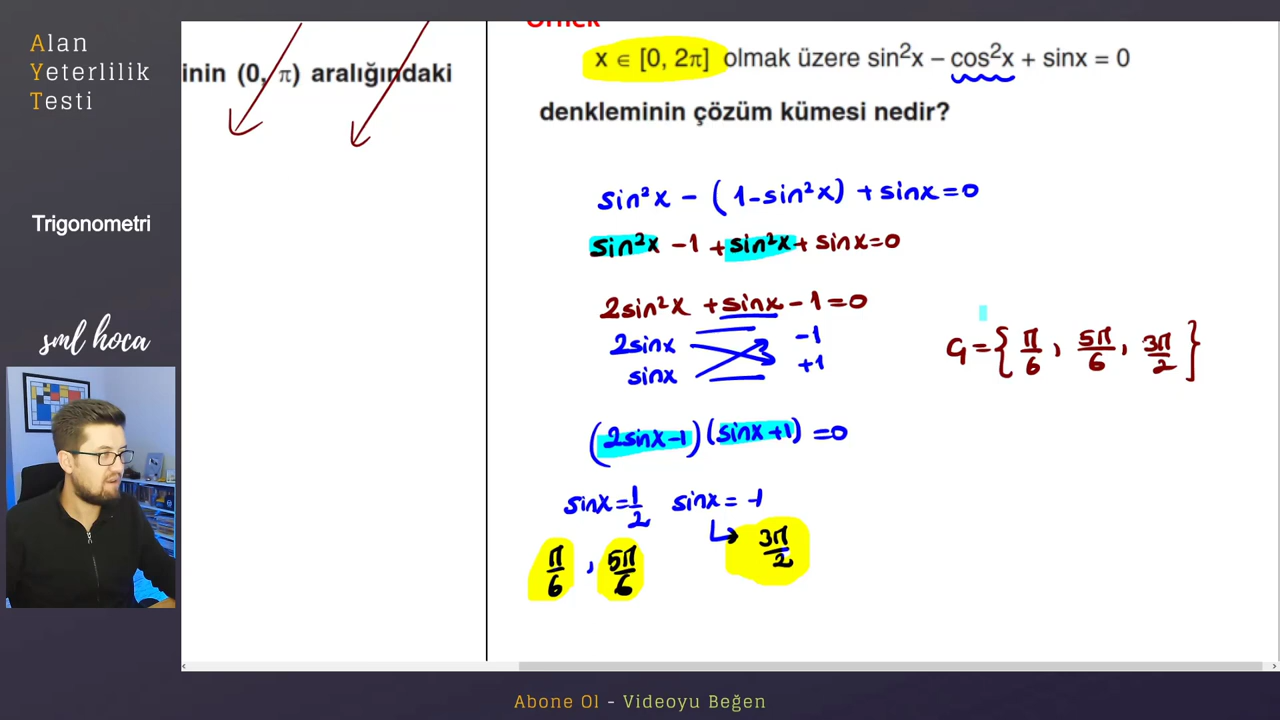 Alan
Yeterlilik
Testi
Trigonometri
sml hoca
inin (0, π) aralığındaki
Örnek
x ∈ [0, 2π] olmak üzere sin²x − cos²x + sinx = 0
denkleminin çözüm kümesi nedir?
sin²x − (1-sin²x) + sinx=0
sin²x -1 +sin²x+ sinx=0
2sin²x +sinx-1=0
2sinx -1
sinx +1
(2sinx-1)(sinx+1) =0
sinx=1/2 sinx= -1
π/6 , 5π/6 3π/2
Ç={π/6, 5π/6, 3π/2}
Abone Ol - Videoyu Beğen